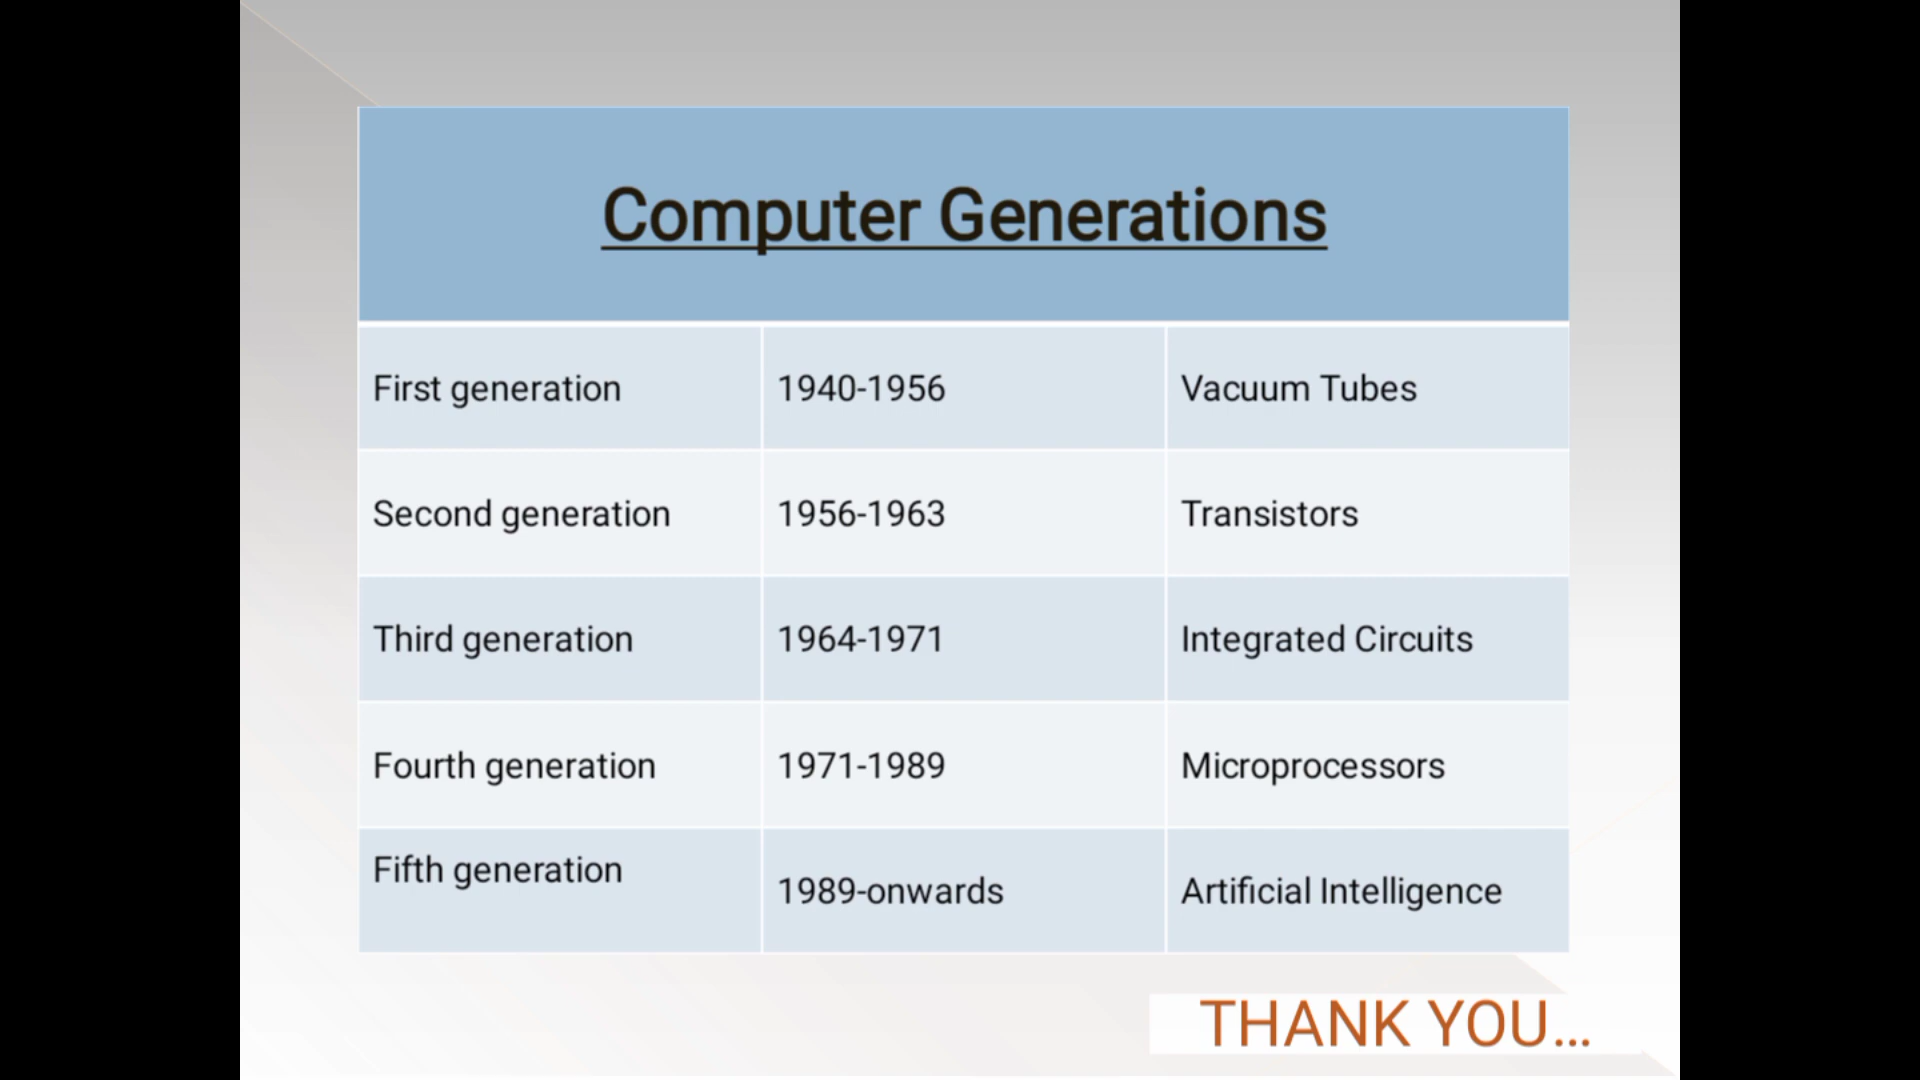 Computer Generations
First generation 1940-1956 Vacuum Tubes
Second generation 1956-1963 Transistors
Third generation 1964-1971 Integrated Circuits
Fourth generation 1971-1989 Microprocessors
Fifth generation 1989-onwards Artificial Intelligence
THANK YOU...